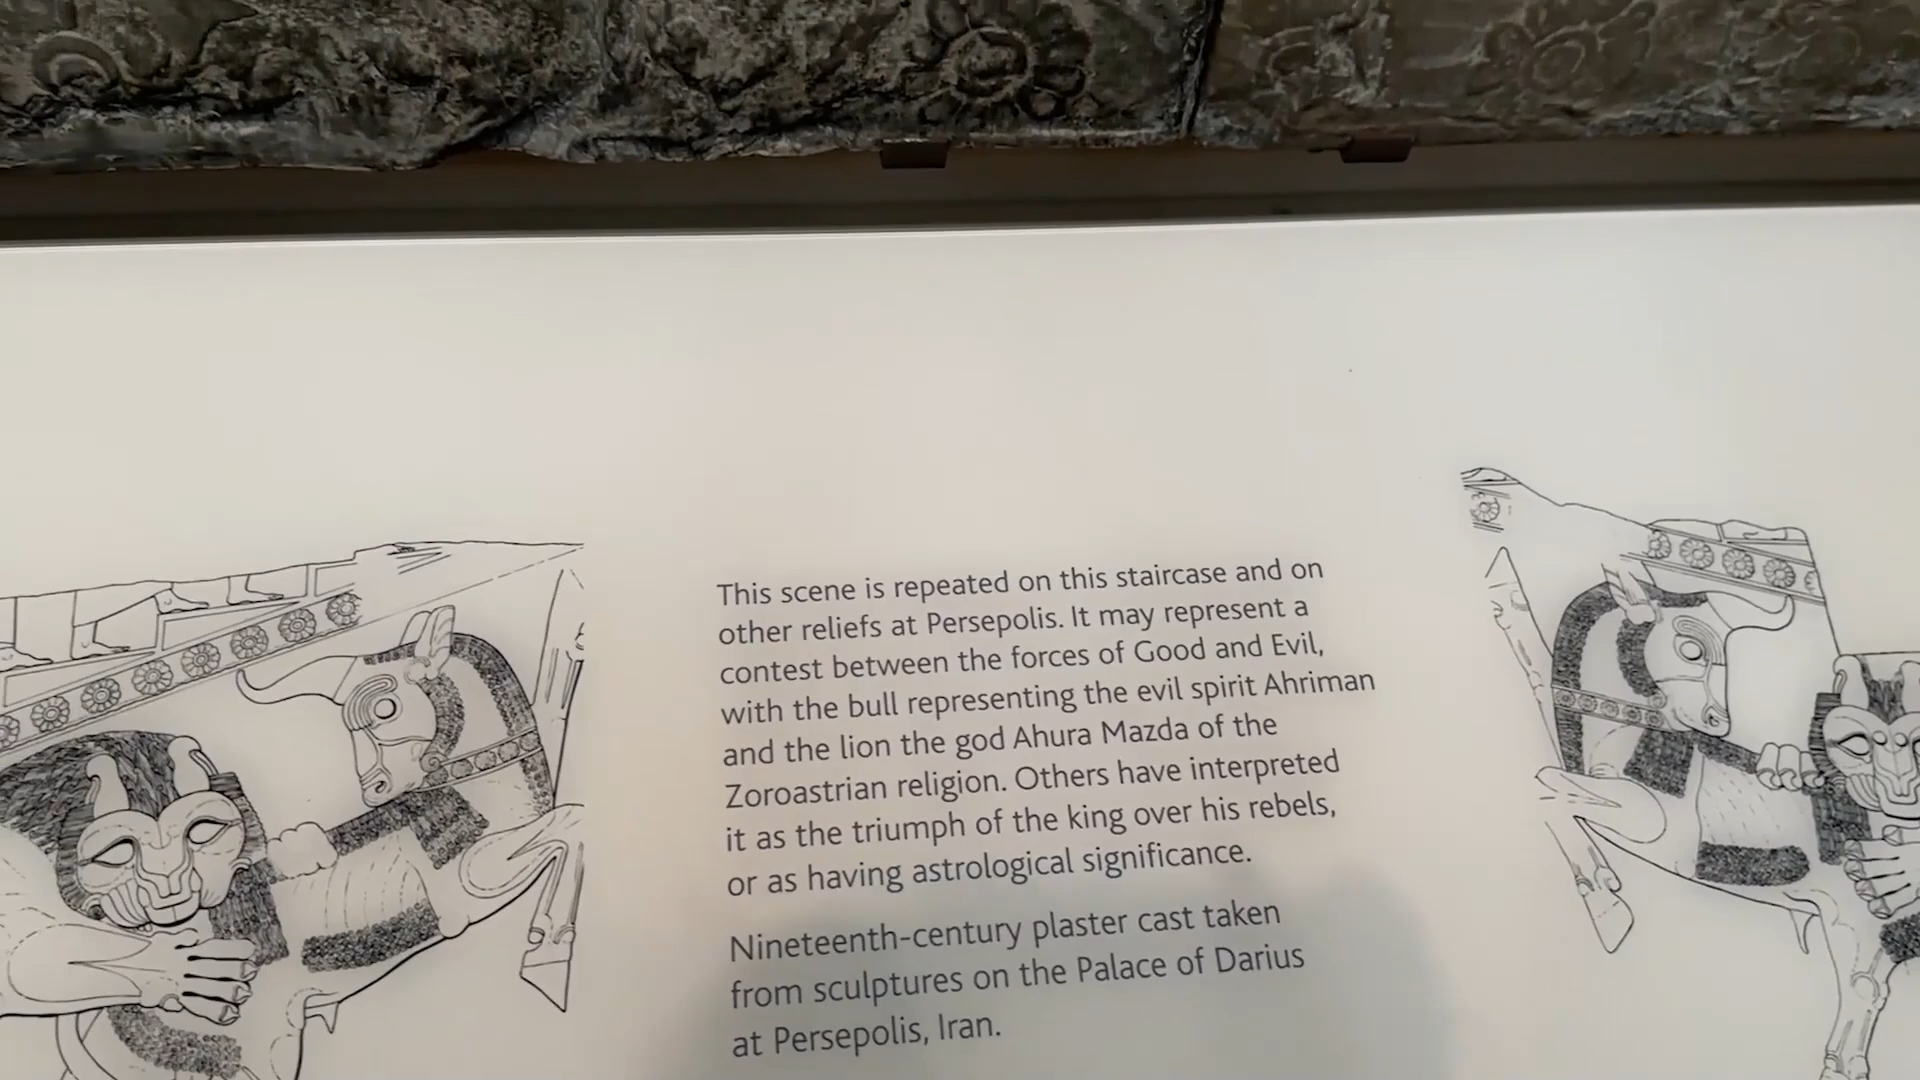 This scene is repeated on this staircase and on
other reliefs at Persepolis. It may represent a
contest between the forces of Good and Evil,
with the bull representing the evil spirit Ahriman
and the lion the god Ahura Mazda of the
Zoroastrian religion. Others have interpreted
it as the triumph of the king over his rebels,
or as having astrological significance.
Nineteenth-century plaster cast taken
from sculptures on the Palace of Darius
at Persepolis, Iran.